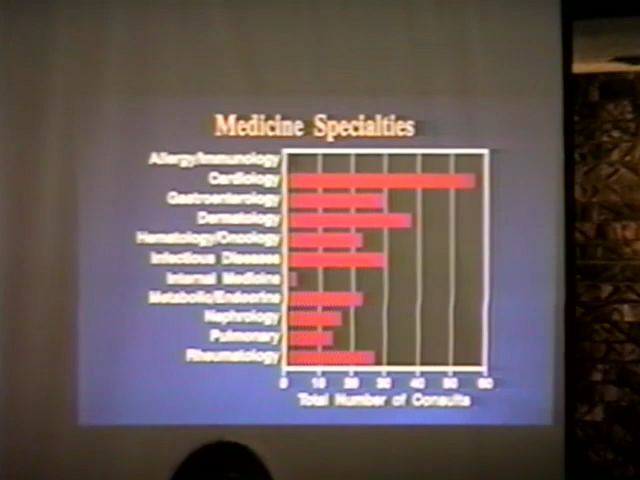 Medicine Specialties
Allergy/Immunology
Cardiology
Gastroenterology
Dermatology
Hematology/Oncology
Infectious Diseases
Internal Medicine
Metabolic/Endocrine
Nephrology
Pulmonary
Rheumatology
0 10 20 30 40 50 60
Total Number of Consults